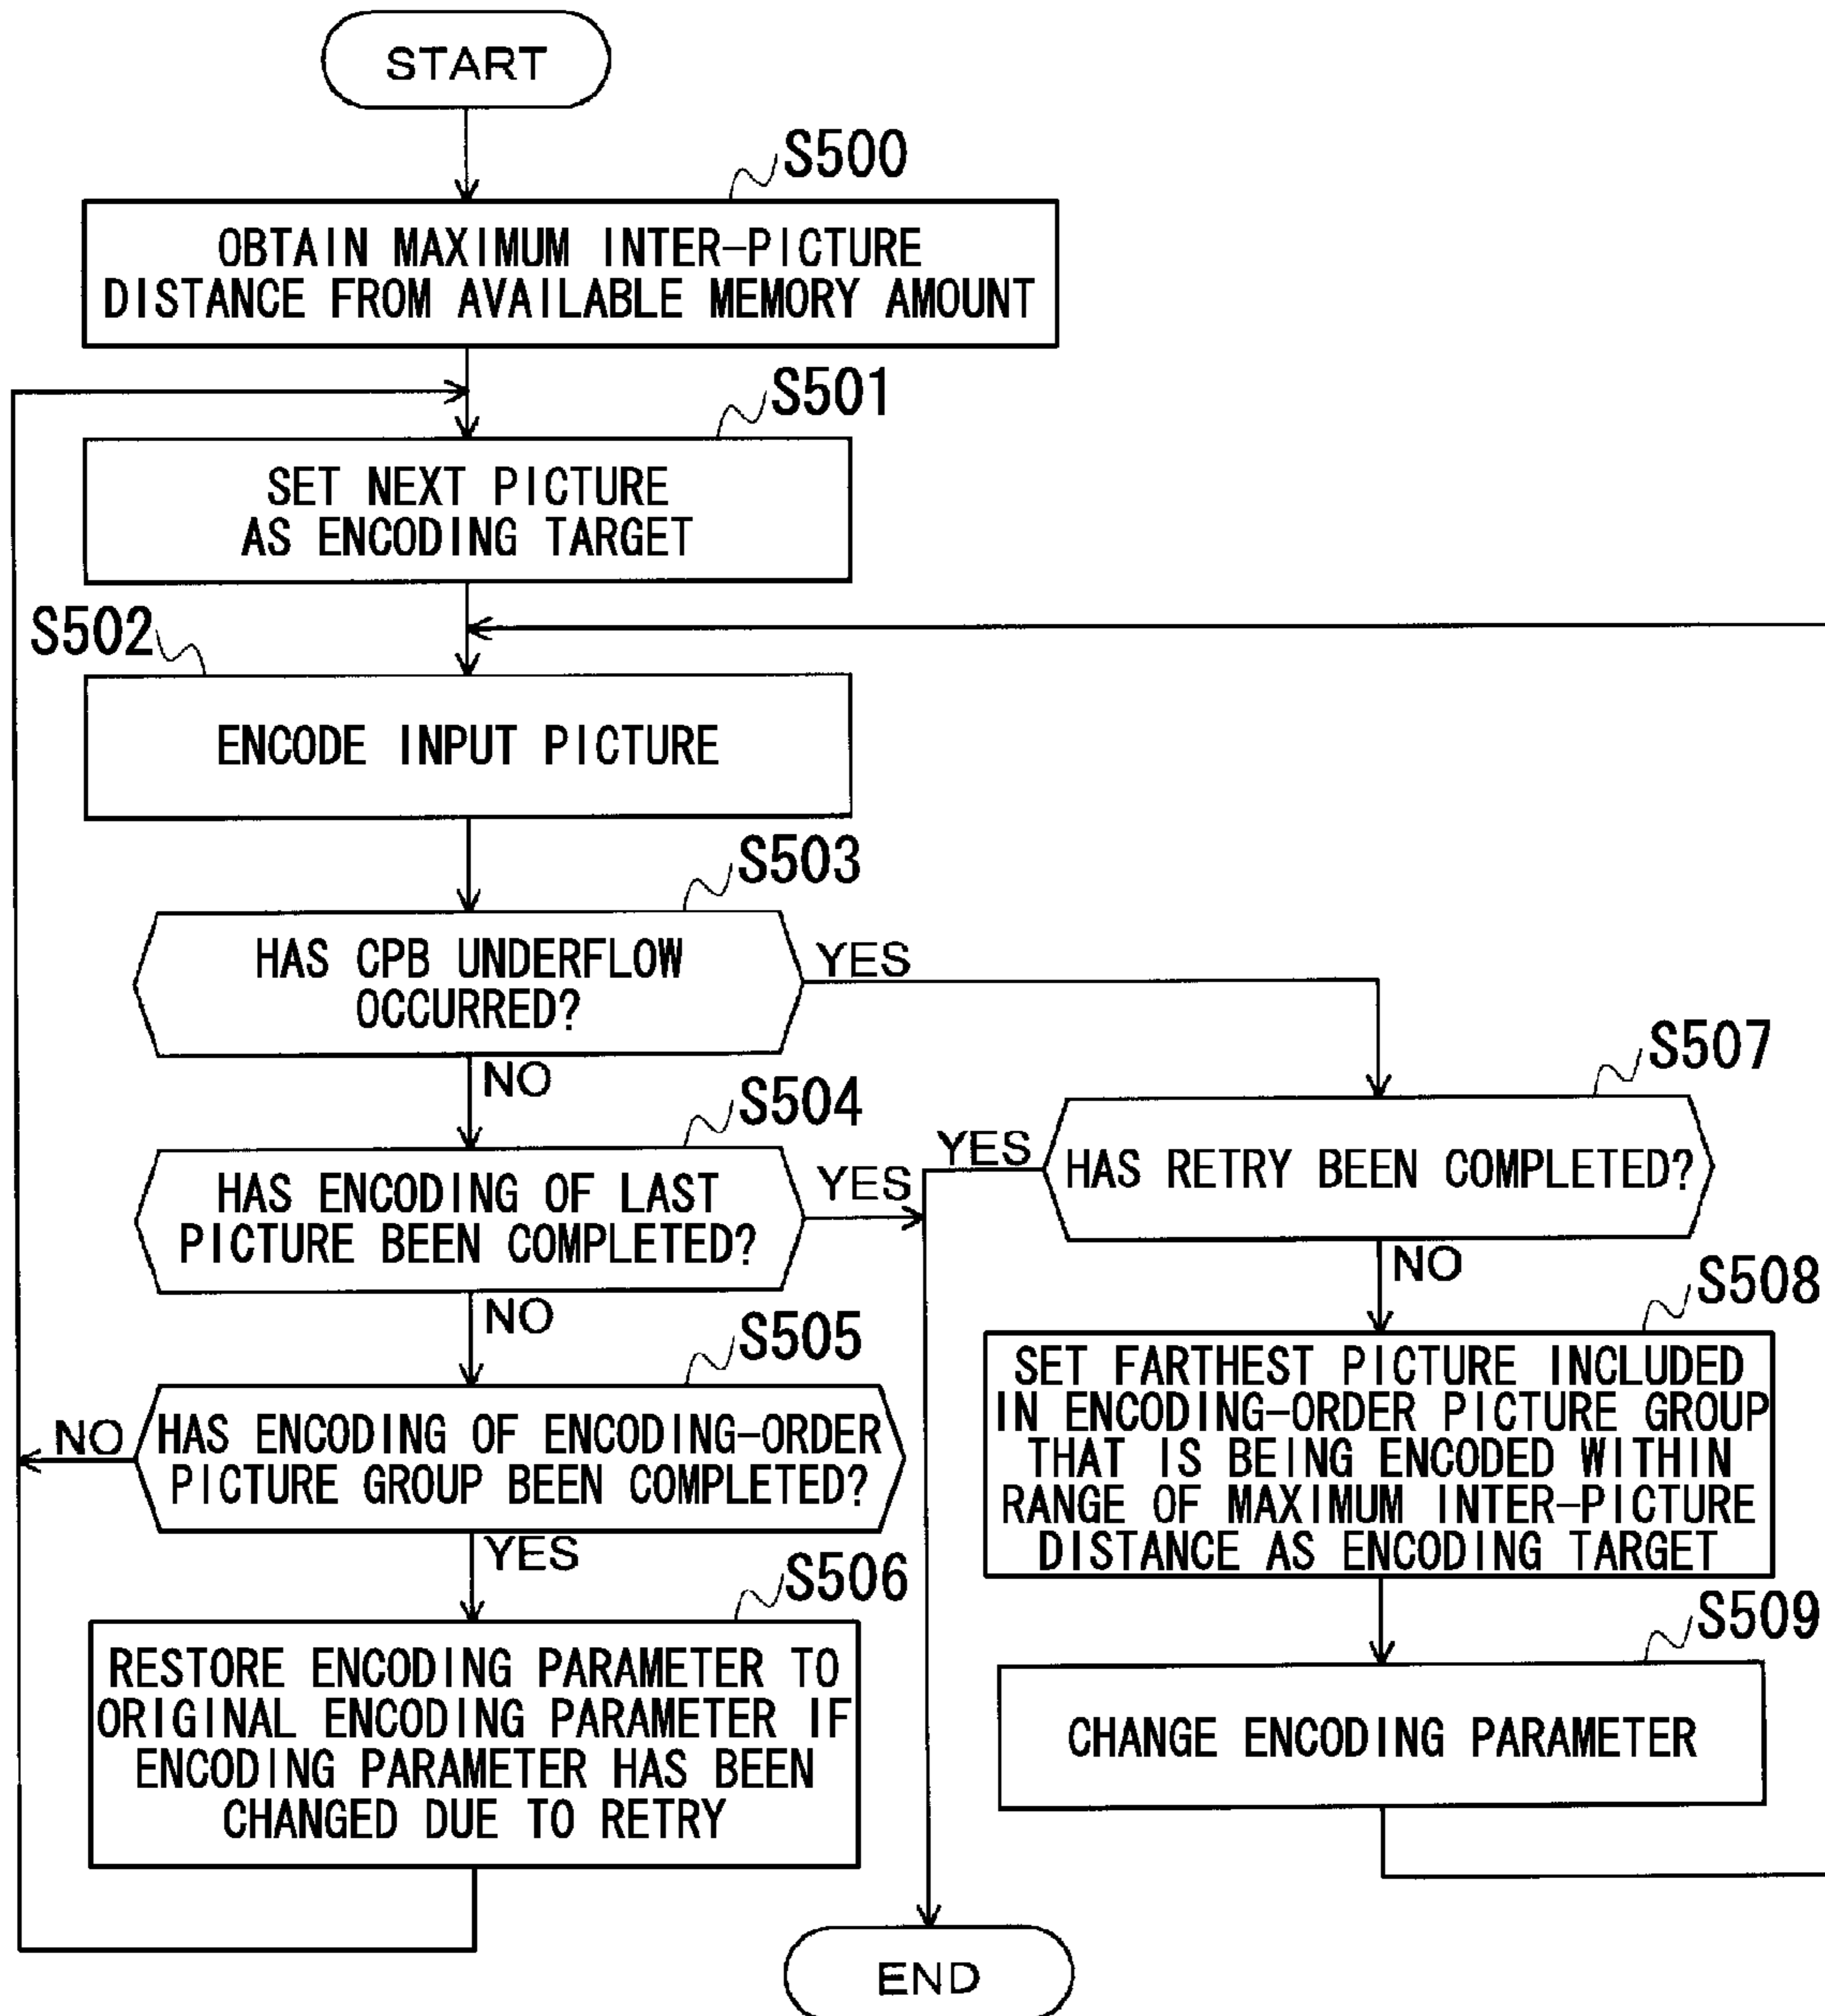 START
S500
OBTAIN MAXIMUM INTER-PICTURE
DISTANCE FROM AVAILABLE MEMORY AMOUNT
S501
SET NEXT PICTURE
AS ENCODING TARGET
S502
ENCODE INPUT PICTURE
S503
HAS CPB UNDERFLOW
OCCURRED?
YES
NO
S504
HAS ENCODING OF LAST
PICTURE BEEN COMPLETED?
YES
NO
S505
HAS ENCODING OF ENCODING-ORDER
PICTURE GROUP BEEN COMPLETED?
NO
YES
S506
RESTORE ENCODING PARAMETER TO
ORIGINAL ENCODING PARAMETER IF
ENCODING PARAMETER HAS BEEN
CHANGED DUE TO RETRY
S507
HAS RETRY BEEN COMPLETED?
YES
NO
S508
SET FARTHEST PICTURE INCLUDED
IN ENCODING-ORDER PICTURE GROUP
THAT IS BEING ENCODED WITHIN
RANGE OF MAXIMUM INTER-PICTURE
DISTANCE AS ENCODING TARGET
S509
CHANGE ENCODING PARAMETER
END